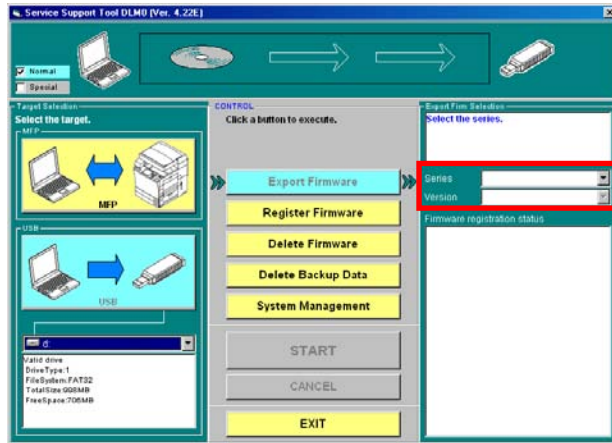 Service Support Tool DLM0 (Ver. 4.22E)
Normal
Special
Target Selection
Select the target.
MFP
MFP
USB
USB
d:
Valid drive
DriveType:1
FileSystem:FAT32
TotalSize:998MB
FreeSpace:706MB
CONTROL
Click a button to execute.
Export Firmware
Register Firmware
Delete Firmware
Delete Backup Data
System Management
START
CANCEL
EXIT
Export Firm Selection
Select the series.
Series
Version
Firmware registration status